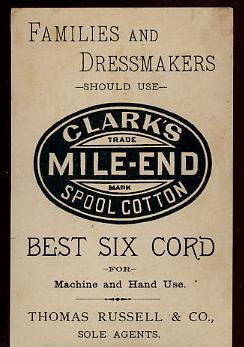 FAMILIES AND
DRESSMAKERS
—SHOULD USE—
CLARK'S
TRADE
MILE-END
MARK
SPOOL COTTON
BEST SIX CORD
—FOR—
Machine and Hand Use.
THOMAS RUSSELL & CO.,
SOLE AGENTS.